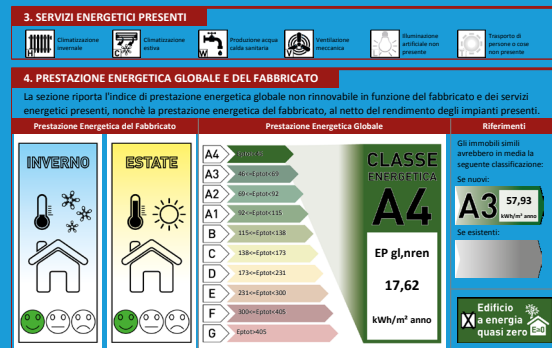 3. SERVIZI ENERGETICI PRESENTI
H
Climatizzazione
invernale
C
Climatizzazione
estiva
W
Produzione acqua
calda sanitaria
V
Ventilazione
meccanica
L
Illuminazione
artificiale non
presente
Trasporto di
persone o cose
non presente
4. PRESTAZIONE ENERGETICA GLOBALE E DEL FABBRICATO
La sezione riporta l'indice di prestazione energetica globale non rinnovabile in funzione del fabbricato e dei servizi
energetici presenti, nonchè la prestazione energetica del fabbricato, al netto del rendimento degli impianti presenti.
Prestazione Energetica del Fabbricato
Prestazione Energetica Globale
Riferimenti
INVERNO
ESTATE
A4
A3 46<=Eptot<69
A2 69<=Eptot<92
A1 92<=Eptot<115
B 115<=Eptot<138
C 138<=Eptot<173
D 173<=Eptot<231
E 231<=Eptot<300
F 300<=Eptot<405
G Eptot>405
CLASSE
ENERGETICA
A4
EP gl,nren
17,62
kWh/m² anno
Gli immobili simili
avrebbero in media la
seguente classificazione:
Se nuovi:
A3
57,93
kWh/m² anno
Se esistenti:
X
Edificio
a energia
quasi zero
E≥0